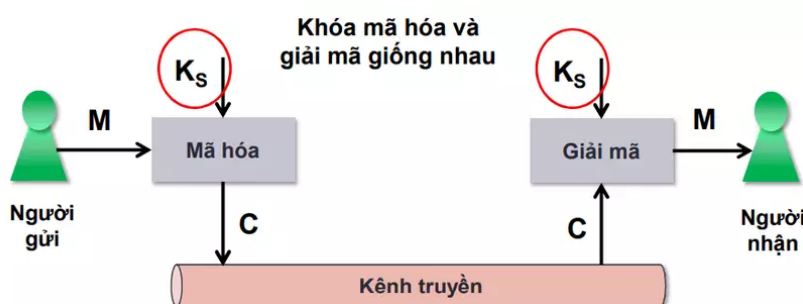 Khóa mã hóa và
giải mã giống nhau
K_S
K_S
M
Mã hóa
Giải mã
M
Người
gửi
C
C
Người
nhận
Kênh truyền